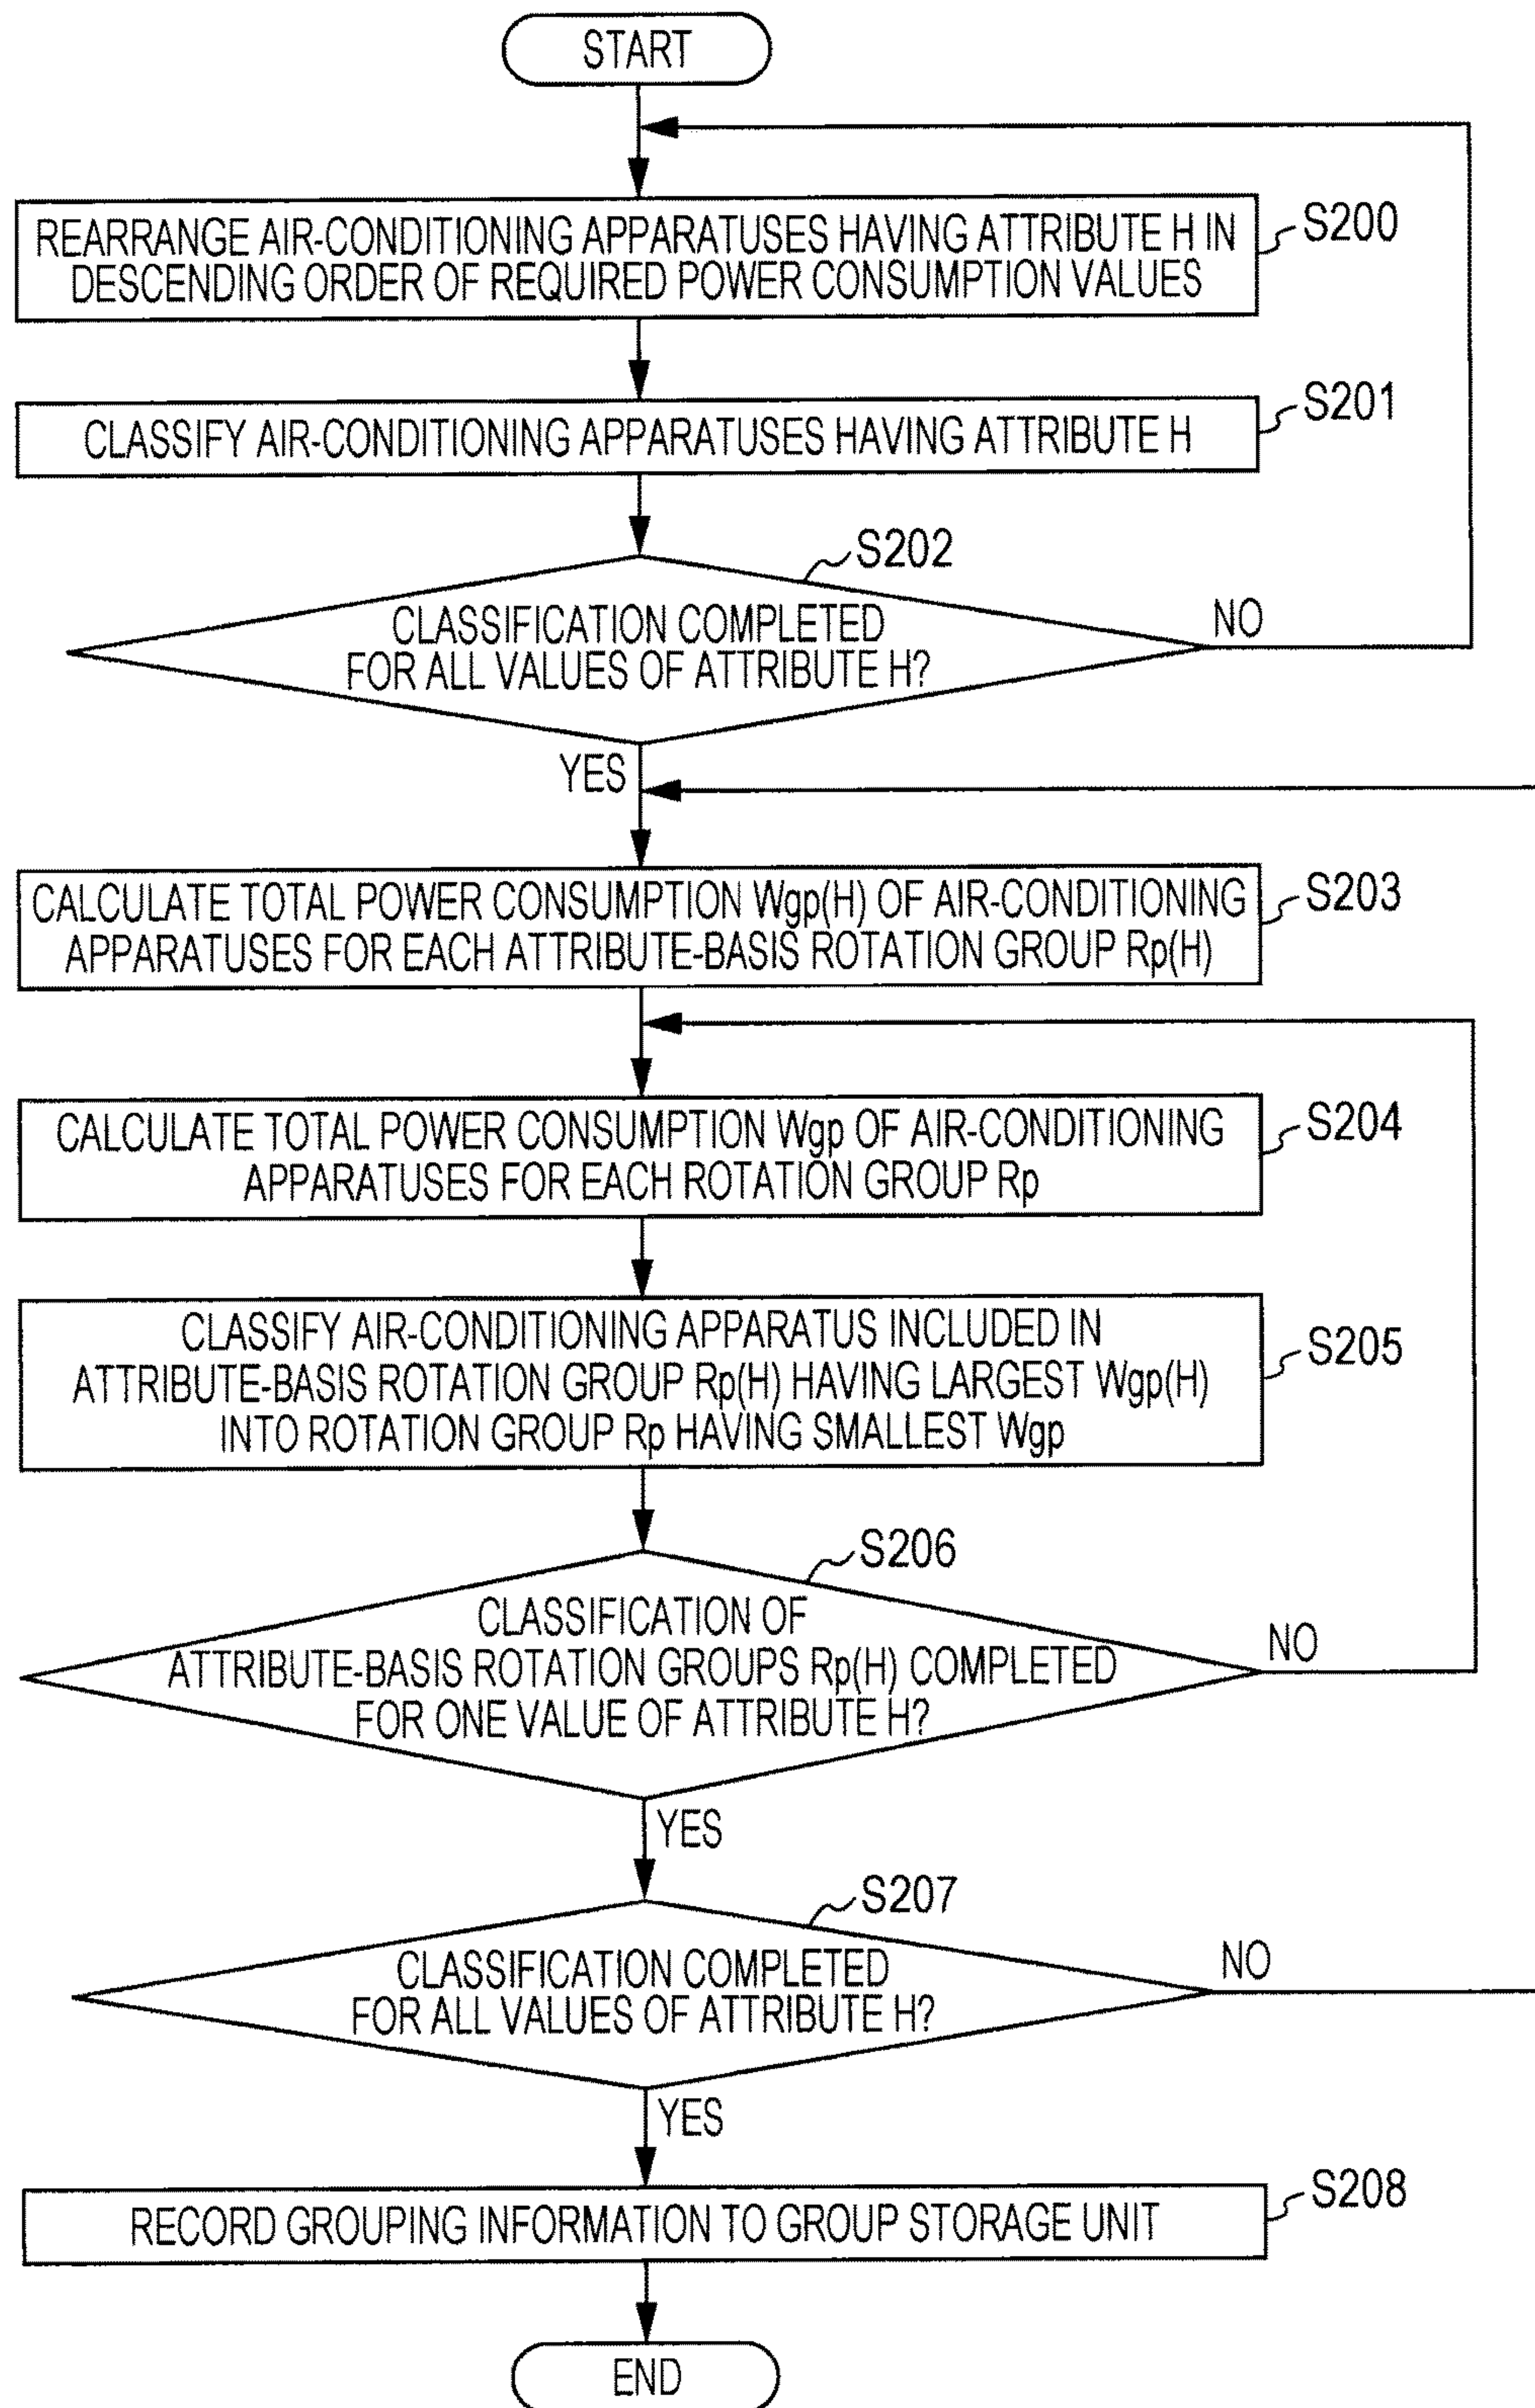 START
REARRANGE AIR-CONDITIONING APPARATUSES HAVING ATTRIBUTE H IN
DESCENDING ORDER OF REQUIRED POWER CONSUMPTION VALUES
S200
CLASSIFY AIR-CONDITIONING APPARATUSES HAVING ATTRIBUTE H
S201
S202
CLASSIFICATION COMPLETED
FOR ALL VALUES OF ATTRIBUTE H?
NO
YES
CALCULATE TOTAL POWER CONSUMPTION Wgp(H) OF AIR-CONDITIONING
APPARATUSES FOR EACH ATTRIBUTE-BASIS ROTATION GROUP Rp(H)
S203
CALCULATE TOTAL POWER CONSUMPTION Wgp OF AIR-CONDITIONING
APPARATUSES FOR EACH ROTATION GROUP Rp
S204
CLASSIFY AIR-CONDITIONING APPARATUS INCLUDED IN
ATTRIBUTE-BASIS ROTATION GROUP Rp(H) HAVING LARGEST Wgp(H)
INTO ROTATION GROUP Rp HAVING SMALLEST Wgp
S205
S206
CLASSIFICATION OF
ATTRIBUTE-BASIS ROTATION GROUPS Rp(H) COMPLETED
FOR ONE VALUE OF ATTRIBUTE H?
NO
YES
S207
CLASSIFICATION COMPLETED
FOR ALL VALUES OF ATTRIBUTE H?
NO
YES
RECORD GROUPING INFORMATION TO GROUP STORAGE UNIT
S208
END